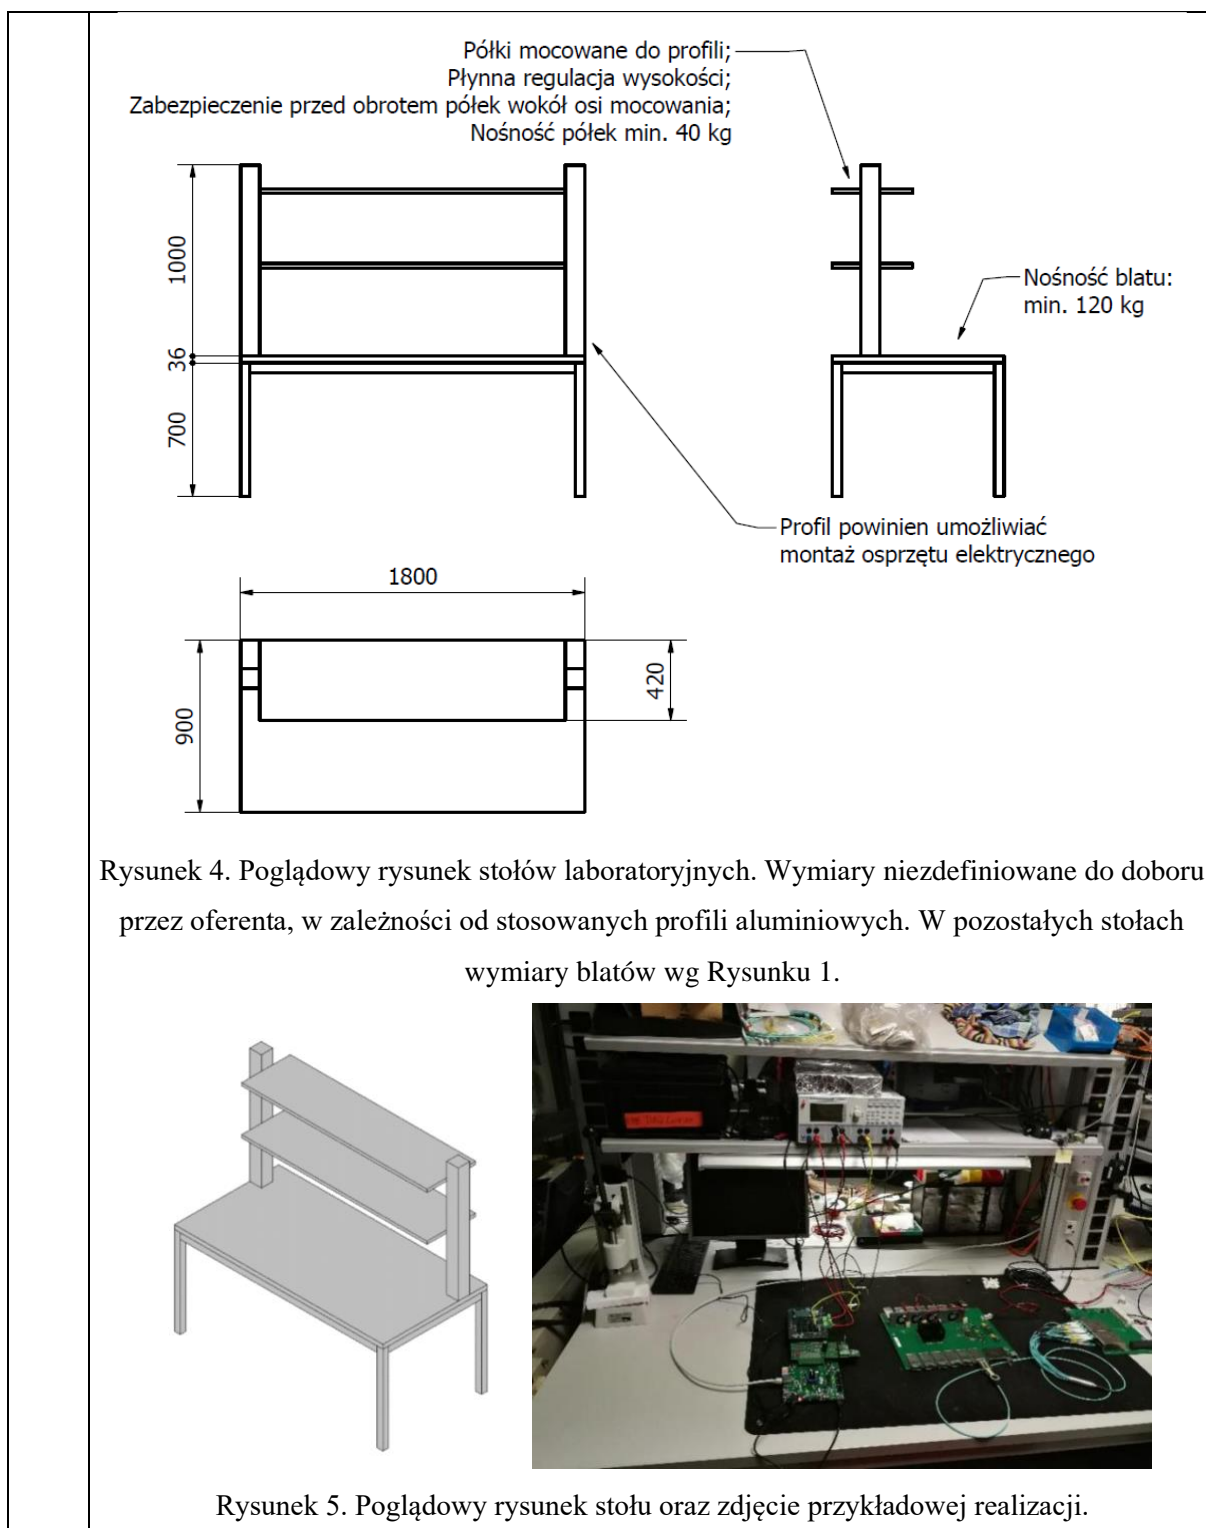 Półki mocowane do profili;
Płynna regulacja wysokości;
Zabezpieczenie przed obrotem półek wokół osi mocowania;
Nośność półek min. 40 kg
1000
36
700
Nośność blatu:
min. 120 kg
Profil powinien umożliwiać
montaż osprzętu elektrycznego
1800
900
420
Rysunek 4. Poglądowy rysunek stołów laboratoryjnych. Wymiary niezdefiniowane do doboru
przez oferenta, w zależności od stosowanych profili aluminiowych. W pozostałych stołach
wymiary blatów wg Rysunku 1.
Rysunek 5. Poglądowy rysunek stołu oraz zdjęcie przykładowej realizacji.